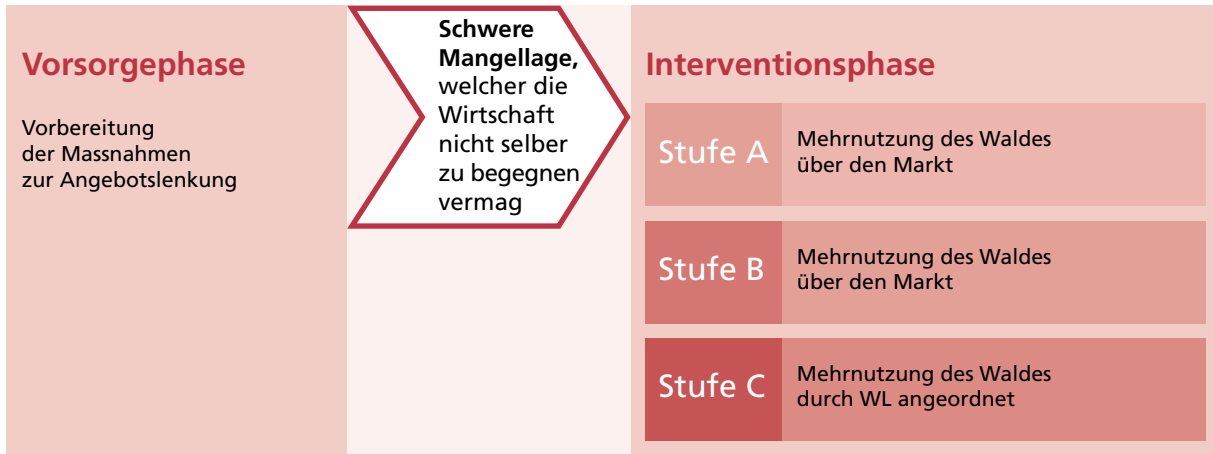 Vorsorgephase
Vorbereitung
der Massnahmen
zur Angebotslenkung
Schwere
Mangellage,
welcher die
Wirtschaft
nicht selber
zu begegnen
vermag
Interventionsphase
Stufe A
Mehrnutzung des Waldes
über den Markt
Stufe B
Mehrnutzung des Waldes
über den Markt
Stufe C
Mehrnutzung des Waldes
durch WL angeordnet